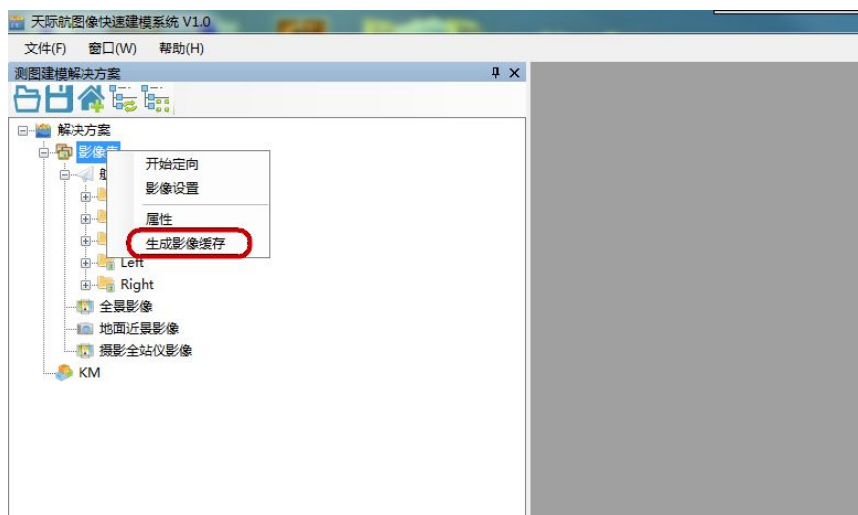 天际航图像快速建模系统 V1.0
文件(F) 窗口(W) 帮助(H)
测图建模解决方案
解决方案
影像
开始定向
影像设置
属性
生成影像缓存
Left
Right
全景影像
地面近景影像
摄影全站仪影像
KM